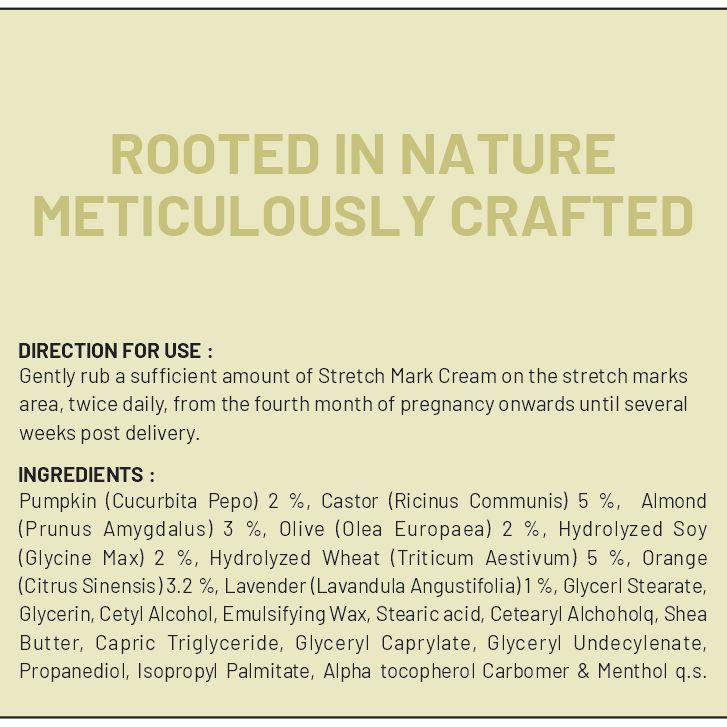 ROOTED IN NATURE
METICULOUSLY CRAFTED
DIRECTION FOR USE :
Gently rub a sufficient amount of Stretch Mark Cream on the stretch marks
area, twice daily, from the fourth month of pregnancy onwards until several
weeks post delivery.
INGREDIENTS :
Pumpkin (Cucurbita Pepo) 2 %, Castor (Ricinus Communis) 5 %, Almond
(Prunus Amygdalus) 3 %, Olive (Olea Europaea) 2 %, Hydrolyzed Soy
(Glycine Max) 2 %, Hydrolyzed Wheat (Triticum Aestivum) 5 %, Orange
(Citrus Sinensis) 3.2 %, Lavender (Lavandula Angustifolia) 1 %, Glycerl Stearate,
Glycerin, Cetyl Alcohol, Emulsifying Wax, Stearic acid, Cetearyl Alchoholq, Shea
Butter, Capric Triglyceride, Glyceryl Caprylate, Glyceryl Undecylenate,
Propanediol, Isopropyl Palmitate, Alpha tocopherol Carbomer & Menthol q.s.